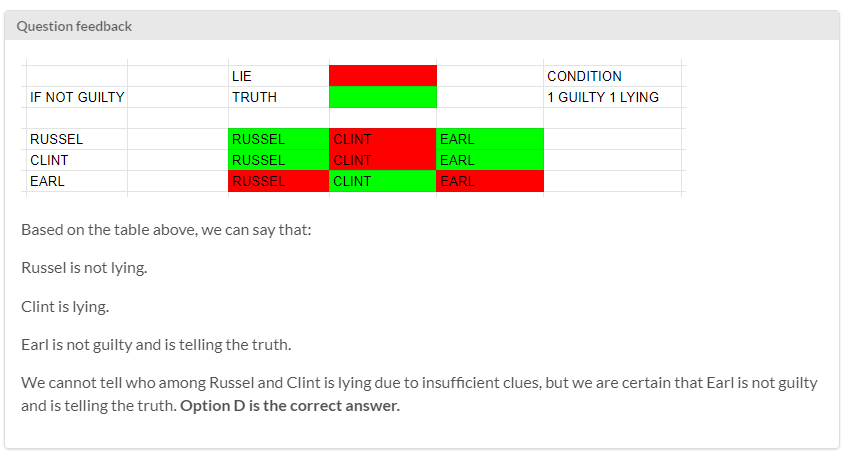 Question feedback
LIE CONDITION
IF NOT GUILTY TRUTH 1 GUILTY 1 LYING
RUSSEL RUSSEL CLINT EARL
CLINT RUSSEL CLINT EARL
EARL RUSSEL CLINT EARL
Based on the table above, we can say that:
Russel is not lying.
Clint is lying.
Earl is not guilty and is telling the truth.
We cannot tell who among Russel and Clint is lying due to insufficient clues, but we are certain that Earl is not guilty
and is telling the truth. Option D is the correct answer.